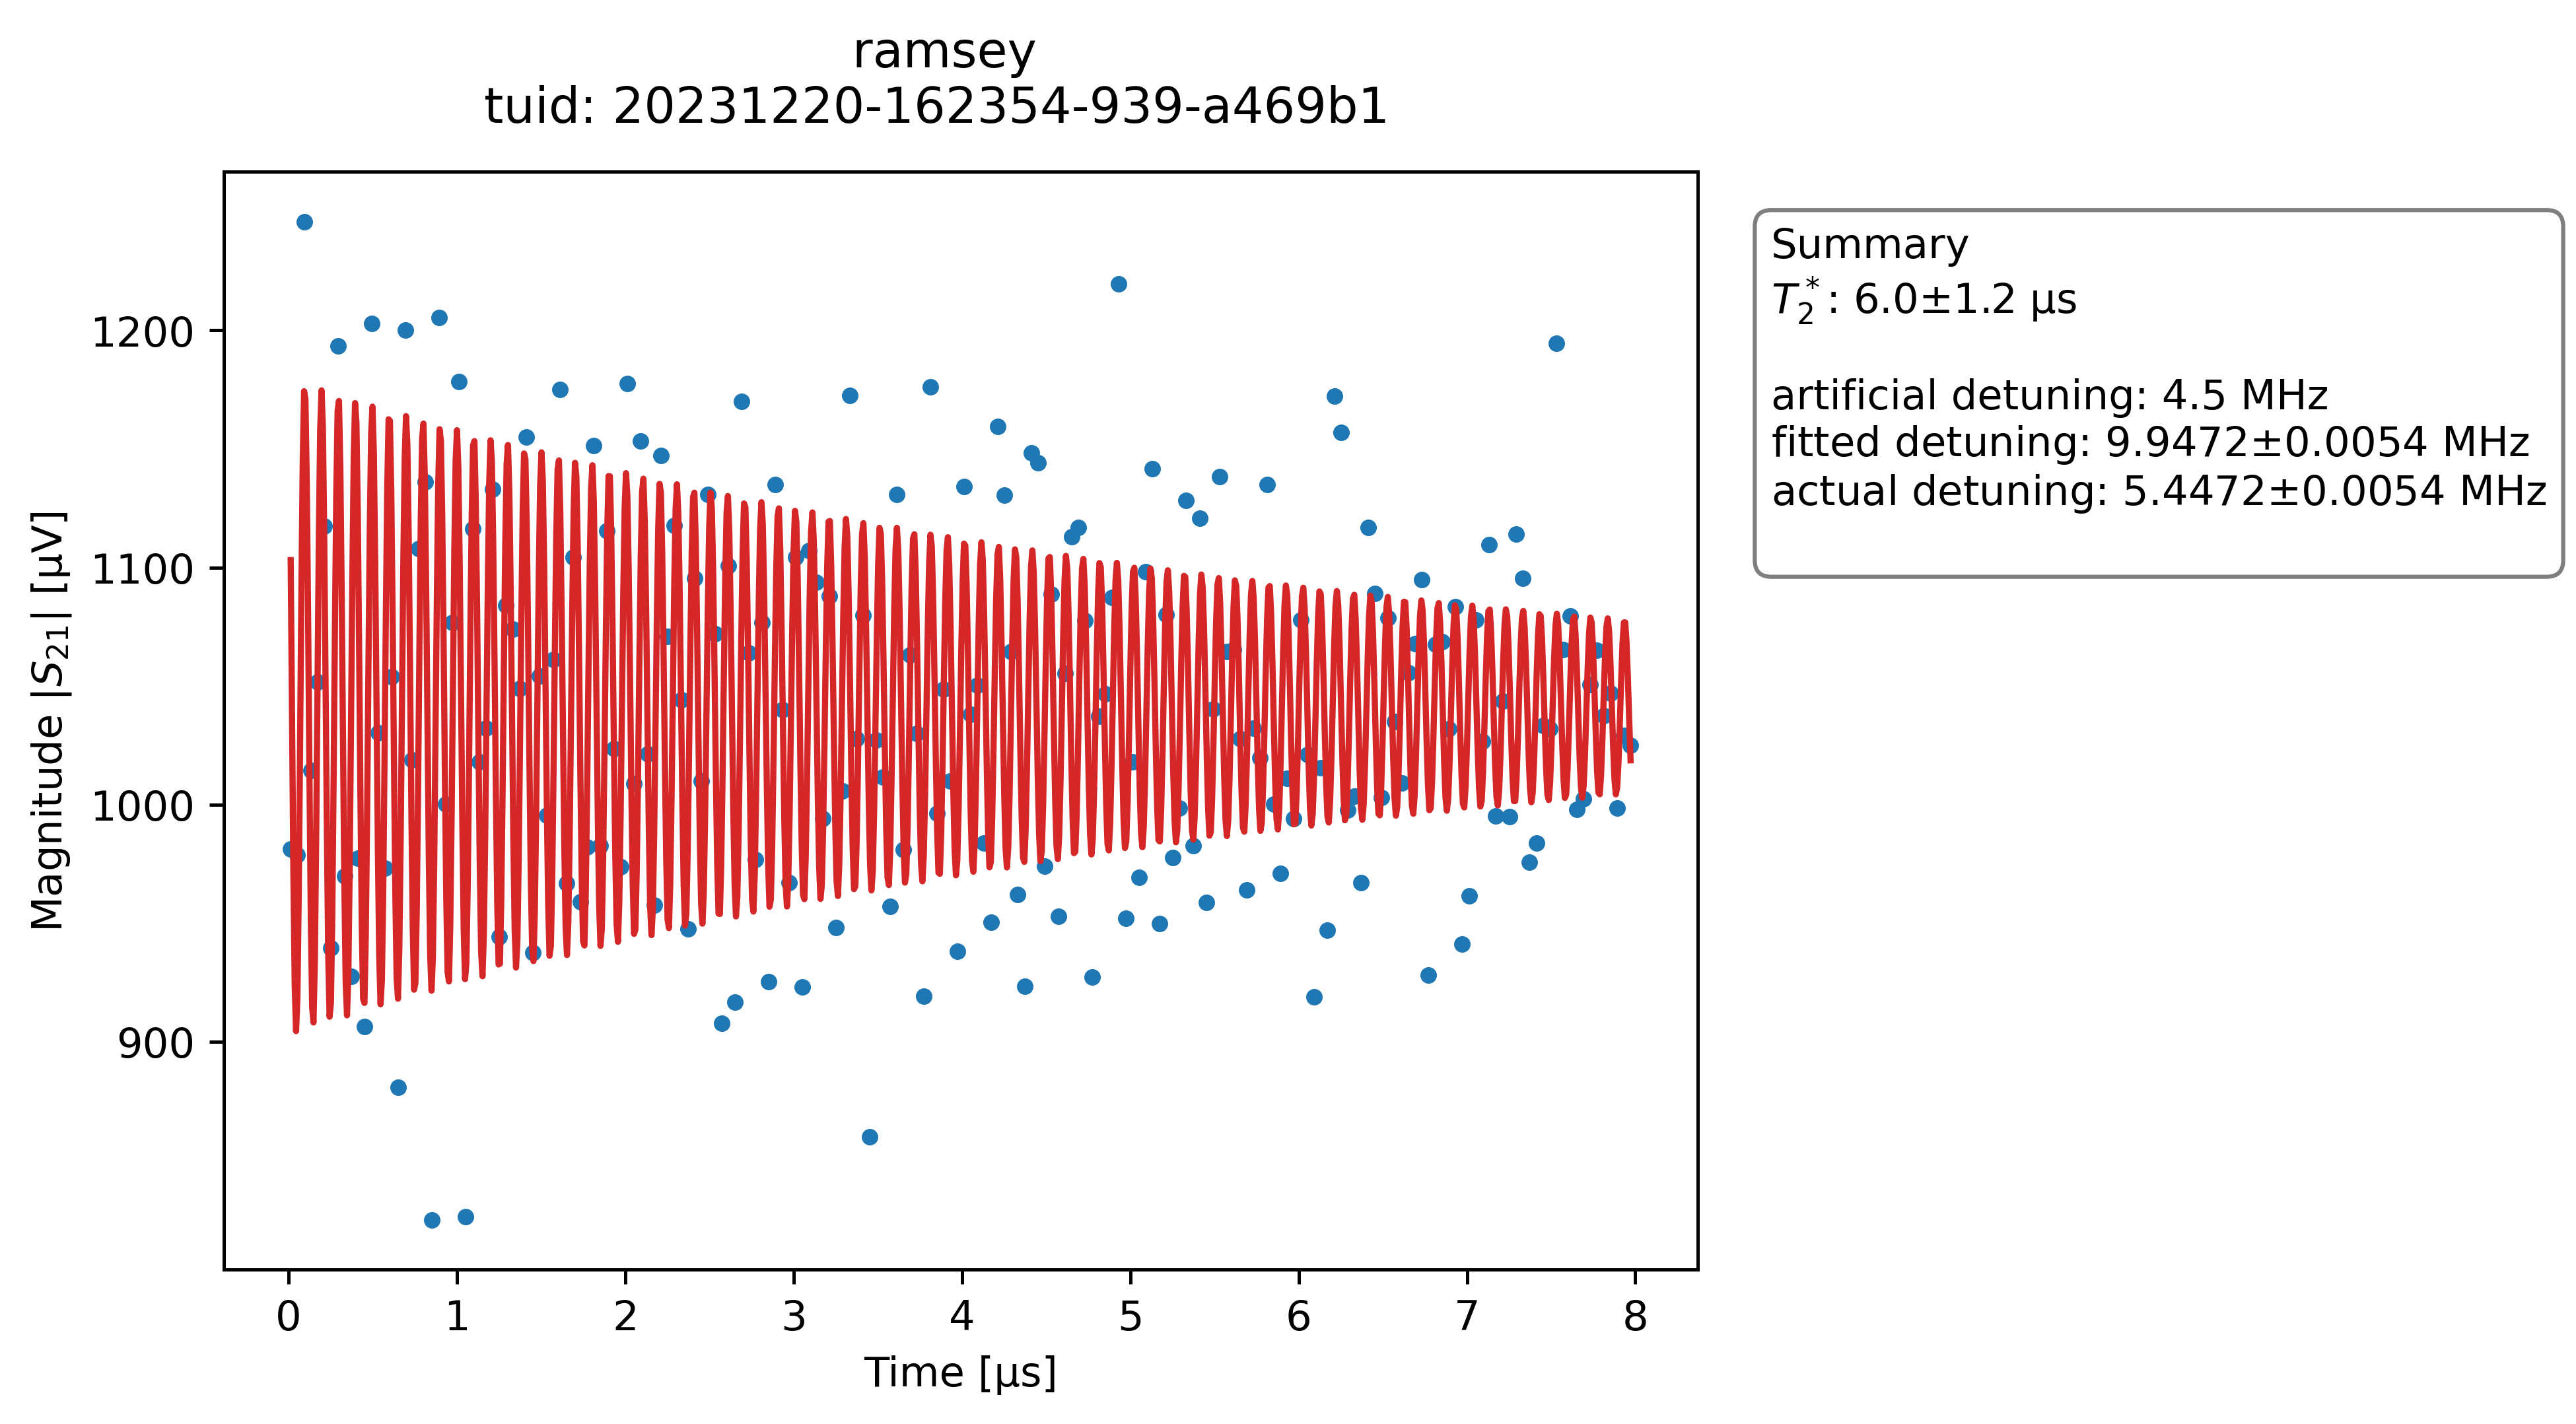 ramsey
tuid: 20231220-162354-939-a469b1
Magnitude |S₂₁| [µV]
1200
1100
1000
900
0 1 2 3 4 5 6 7 8
Time [µs]
Summary
T₂*: 6.0±1.2 µs
artificial detuning: 4.5 MHz
fitted detuning: 9.9472±0.0054 MHz
actual detuning: 5.4472±0.0054 MHz